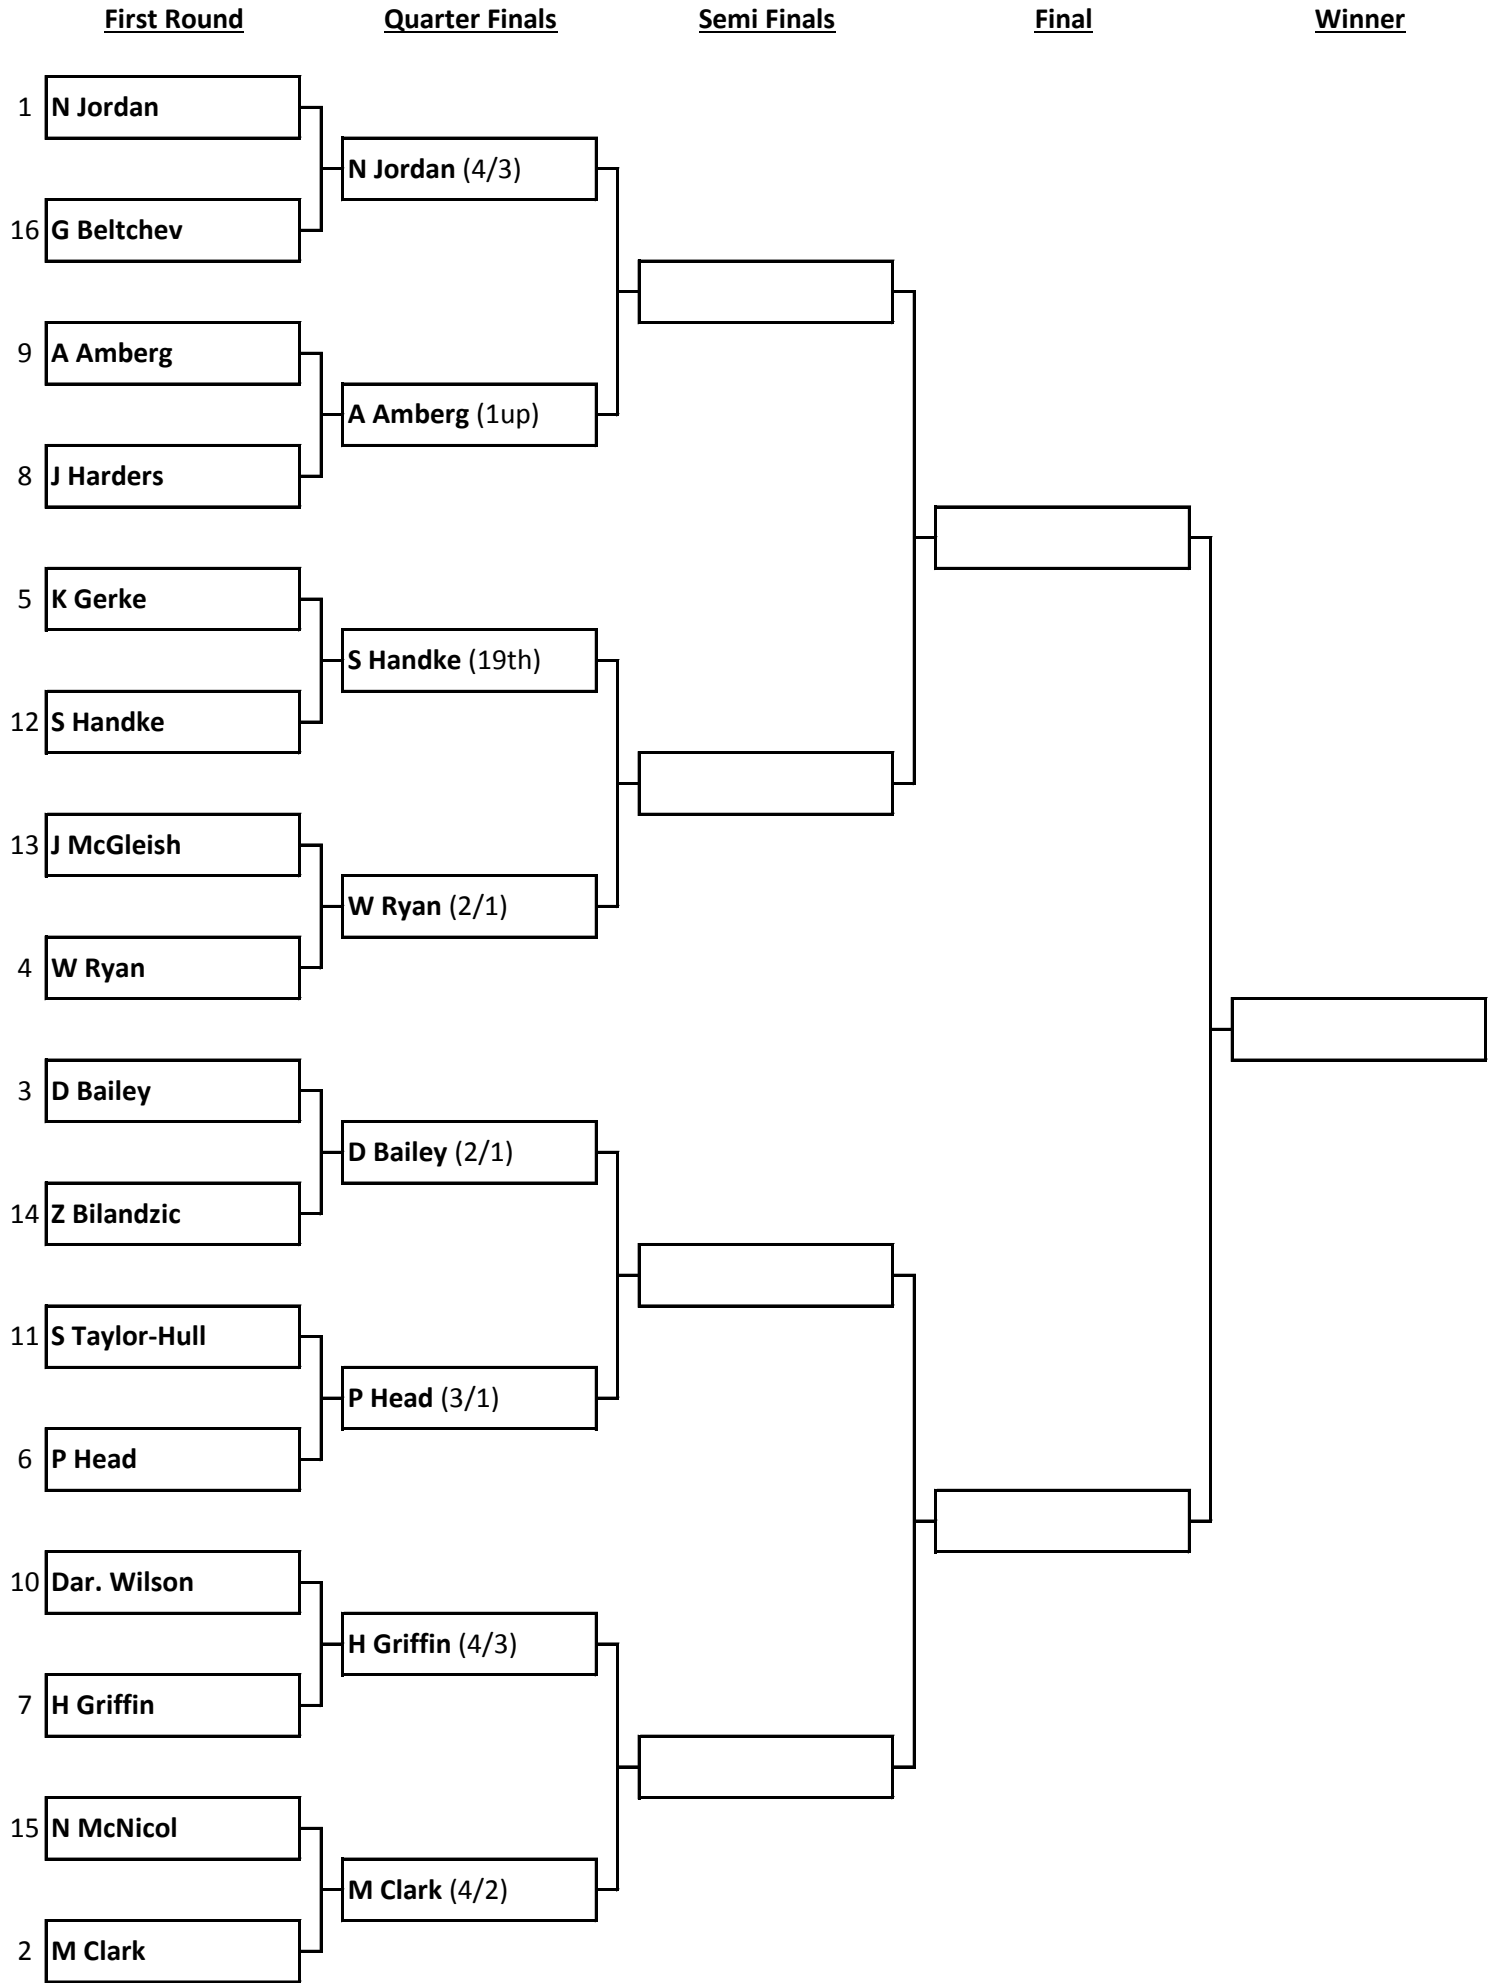 First Round Quarter Finals Semi Finals Final Winner
1 N Jordan
N Jordan (4/3)
16 G Beltchev
9 A Amberg
A Amberg (1up)
8 J Harders
5 K Gerke
S Handke (19th)
12 S Handke
13 J McGleish
W Ryan (2/1)
4 W Ryan
3 D Bailey
D Bailey (2/1)
14 Z Bilandzic
11 S Taylor-Hull
P Head (3/1)
6 P Head
10 Dar. Wilson
H Griffin (4/3)
7 H Griffin
15 N McNicol
M Clark (4/2)
2 M Clark